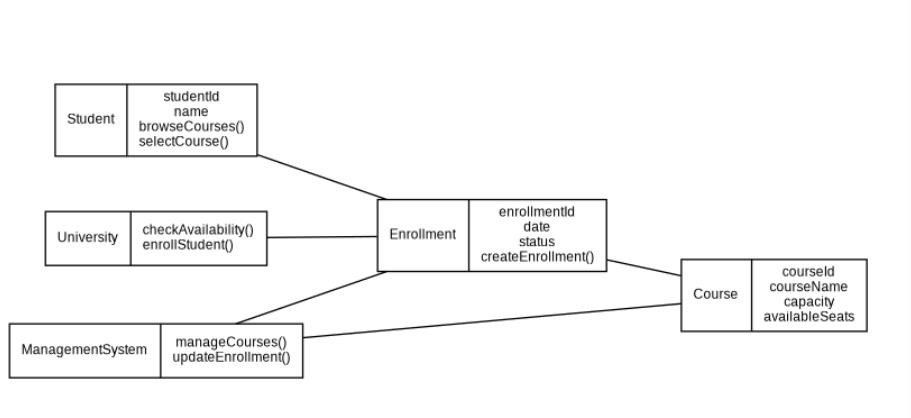 Student
studentId
name
browseCourses()
selectCourse()
University
checkAvailability()
enrollStudent()
Enrollment
enrollmentId
date
status
createEnrollment()
Course
courseId
courseName
capacity
availableSeats
ManagementSystem
manageCourses()
updateEnrollment()